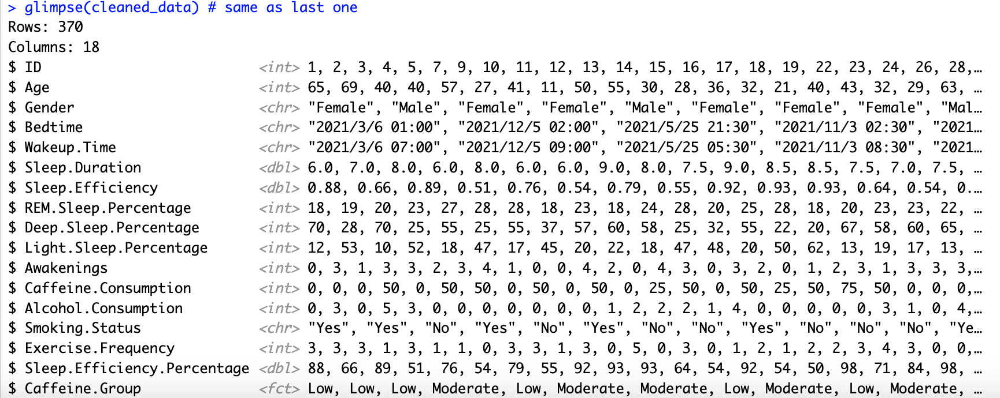 > glimpse(cleaned_data) # same as last one
Rows: 370
Columns: 18
$ ID <int> 1, 2, 3, 4, 5, 7, 9, 10, 11, 12, 13, 14, 15, 16, 17, 18, 19, 22, 23, 24, 26, 28,…
$ Age <int> 65, 69, 40, 40, 57, 27, 41, 11, 50, 55, 30, 28, 36, 32, 21, 40, 43, 32, 29, 63, …
$ Gender <chr> "Female", "Male", "Female", "Female", "Male", "Female", "Female", "Female", "Mal…
$ Bedtime <chr> "2021/3/6 01:00", "2021/12/5 02:00", "2021/5/25 21:30", "2021/11/3 02:30", "2021…
$ Wakeup.Time <chr> "2021/3/6 07:00", "2021/12/5 09:00", "2021/5/25 05:30", "2021/11/3 08:30", "2021…
$ Sleep.Duration <dbl> 6.0, 7.0, 8.0, 6.0, 8.0, 6.0, 6.0, 9.0, 8.0, 7.5, 9.0, 8.5, 8.5, 7.5, 7.0, 7.5, …
$ Sleep.Efficiency <dbl> 0.88, 0.66, 0.89, 0.51, 0.76, 0.54, 0.79, 0.55, 0.92, 0.93, 0.93, 0.64, 0.54, 0.…
$ REM.Sleep.Percentage <int> 18, 19, 20, 23, 27, 28, 28, 18, 23, 18, 24, 28, 20, 25, 28, 18, 20, 23, 23, 22, …
$ Deep.Sleep.Percentage <int> 70, 28, 70, 25, 55, 25, 55, 37, 57, 60, 58, 25, 32, 55, 22, 20, 67, 58, 60, 65, …
$ Light.Sleep.Percentage <int> 12, 53, 10, 52, 18, 47, 17, 45, 20, 22, 18, 47, 48, 20, 50, 62, 13, 19, 17, 13, …
$ Awakenings <int> 0, 3, 1, 3, 3, 2, 3, 4, 1, 0, 0, 4, 2, 0, 4, 3, 0, 3, 2, 0, 1, 2, 3, 1, 3, 3, 3,…
$ Caffeine.Consumption <int> 0, 0, 0, 50, 0, 50, 50, 0, 50, 0, 50, 0, 25, 50, 0, 50, 25, 50, 75, 50, 0, 0, 0,…
$ Alcohol.Consumption <int> 0, 3, 0, 5, 3, 0, 0, 0, 0, 0, 0, 0, 1, 2, 2, 2, 1, 4, 0, 0, 0, 0, 0, 3, 1, 0, 4,…
$ Smoking.Status <chr> "Yes", "Yes", "No", "Yes", "No", "Yes", "No", "No", "Yes", "No", "No", "No", "Ye…
$ Exercise.Frequency <int> 3, 3, 3, 1, 3, 1, 1, 0, 3, 3, 1, 3, 0, 5, 0, 3, 0, 1, 2, 1, 2, 2, 3, 4, 3, 0, 0,…
$ Sleep.Efficiency.Percentage <dbl> 88, 66, 89, 51, 76, 54, 79, 55, 92, 93, 93, 64, 54, 92, 54, 50, 98, 71, 84, 98, …
$ Caffeine.Group <fct> Low, Low, Low, Moderate, Low, Moderate, Moderate, Low, Moderate, Low, Moderate, …